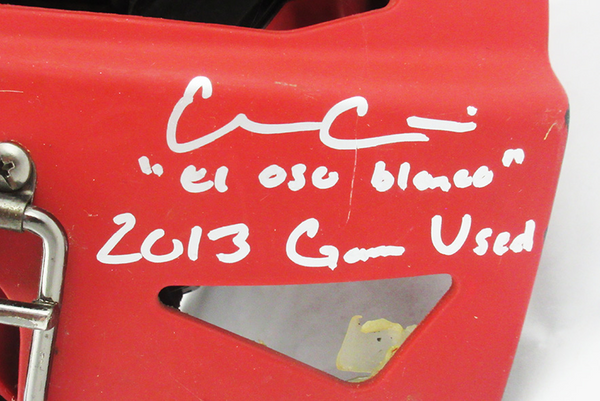 "el oso blanco"
2013 Game Used